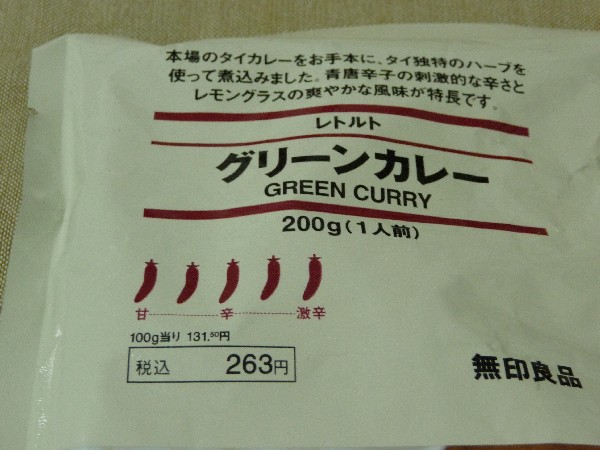 本場のタイカレーをお手本に、タイ独特のハーブを
使って煮込みました。青唐辛子の刺激的な辛さと
レモングラスの爽やかな風味が特長です。
レトルト
グリーンカレー
GREEN CURRY
200g(1人前)
甘 辛 激辛
100g当り 131.50円
税込 263円
無印良品